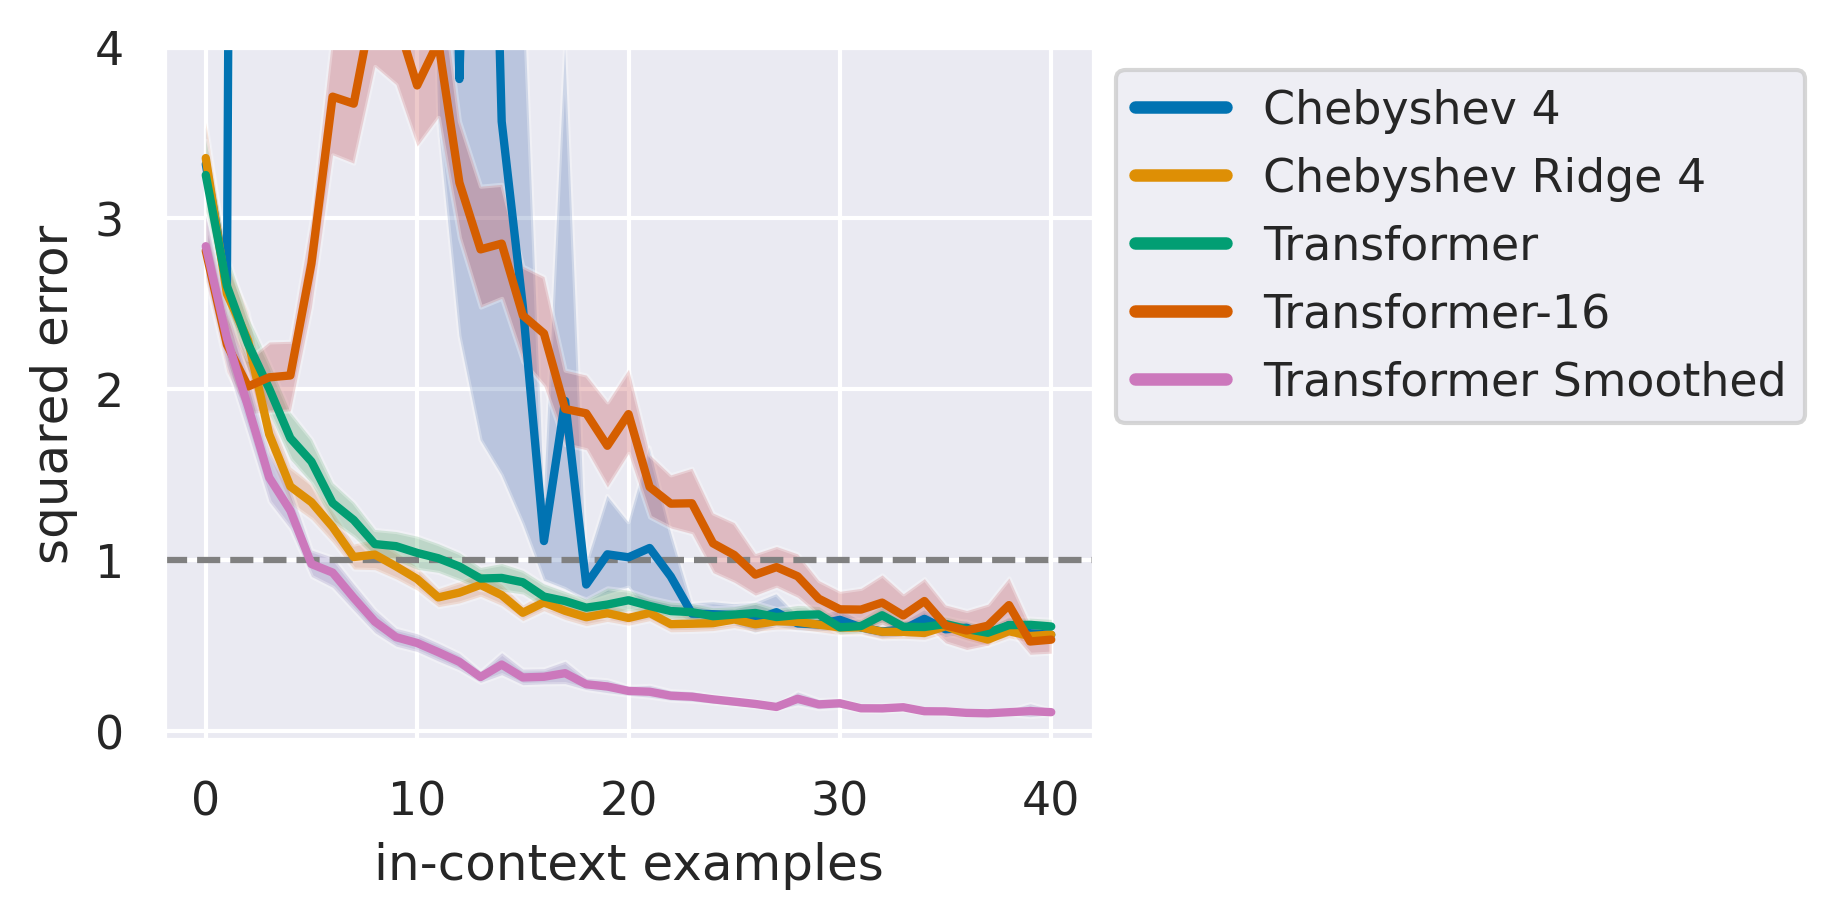 4
3
2
1
0
squared error
0 10 20 30 40
in-context examples
Chebyshev 4
Chebyshev Ridge 4
Transformer
Transformer-16
Transformer Smoothed